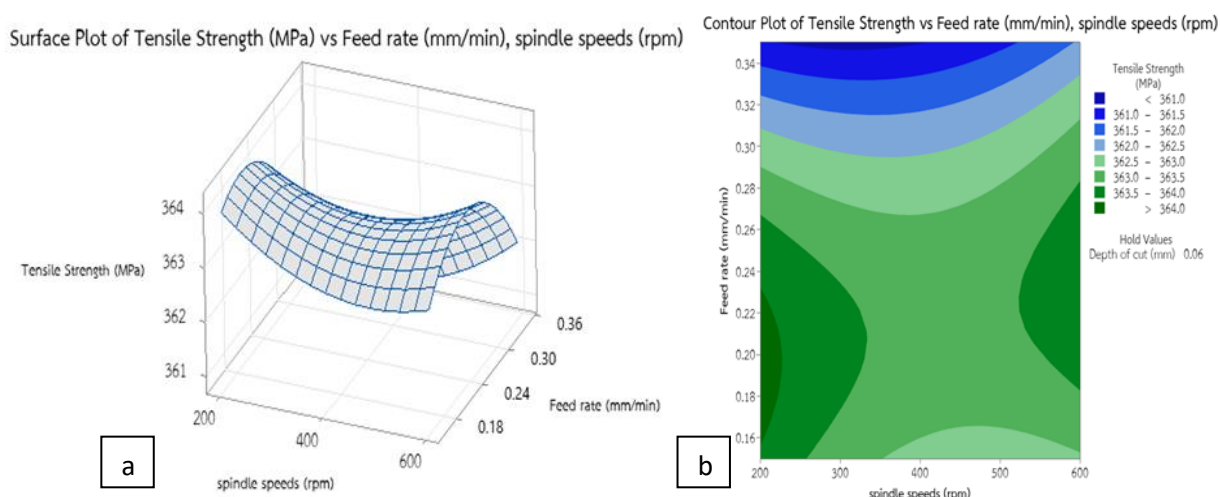 Surface Plot of Tensile Strength (MPa) vs Feed rate (mm/min), spindle speeds (rpm)
364
363
362
361
Tensile Strength (MPa)
200
400
600
spindle speeds (rpm)
0.18
0.24
0.30
0.36
Feed rate (mm/min)
a
Contour Plot of Tensile Strength vs Feed rate (mm/min), spindle speeds (rpm)
0.34
0.32
0.30
0.28
0.26
0.24
0.22
0.20
0.18
0.16
Feed rate (mm/min)
200
300
400
500
600
spindle speeds (rpm)
Tensile Strength
(MPa)
< 361.0
361.0 – 361.5
361.5 – 362.0
362.0 – 362.5
362.5 – 363.0
363.0 – 363.5
363.5 – 364.0
> 364.0
Hold Values
Depth of cut (mm) 0.06
b